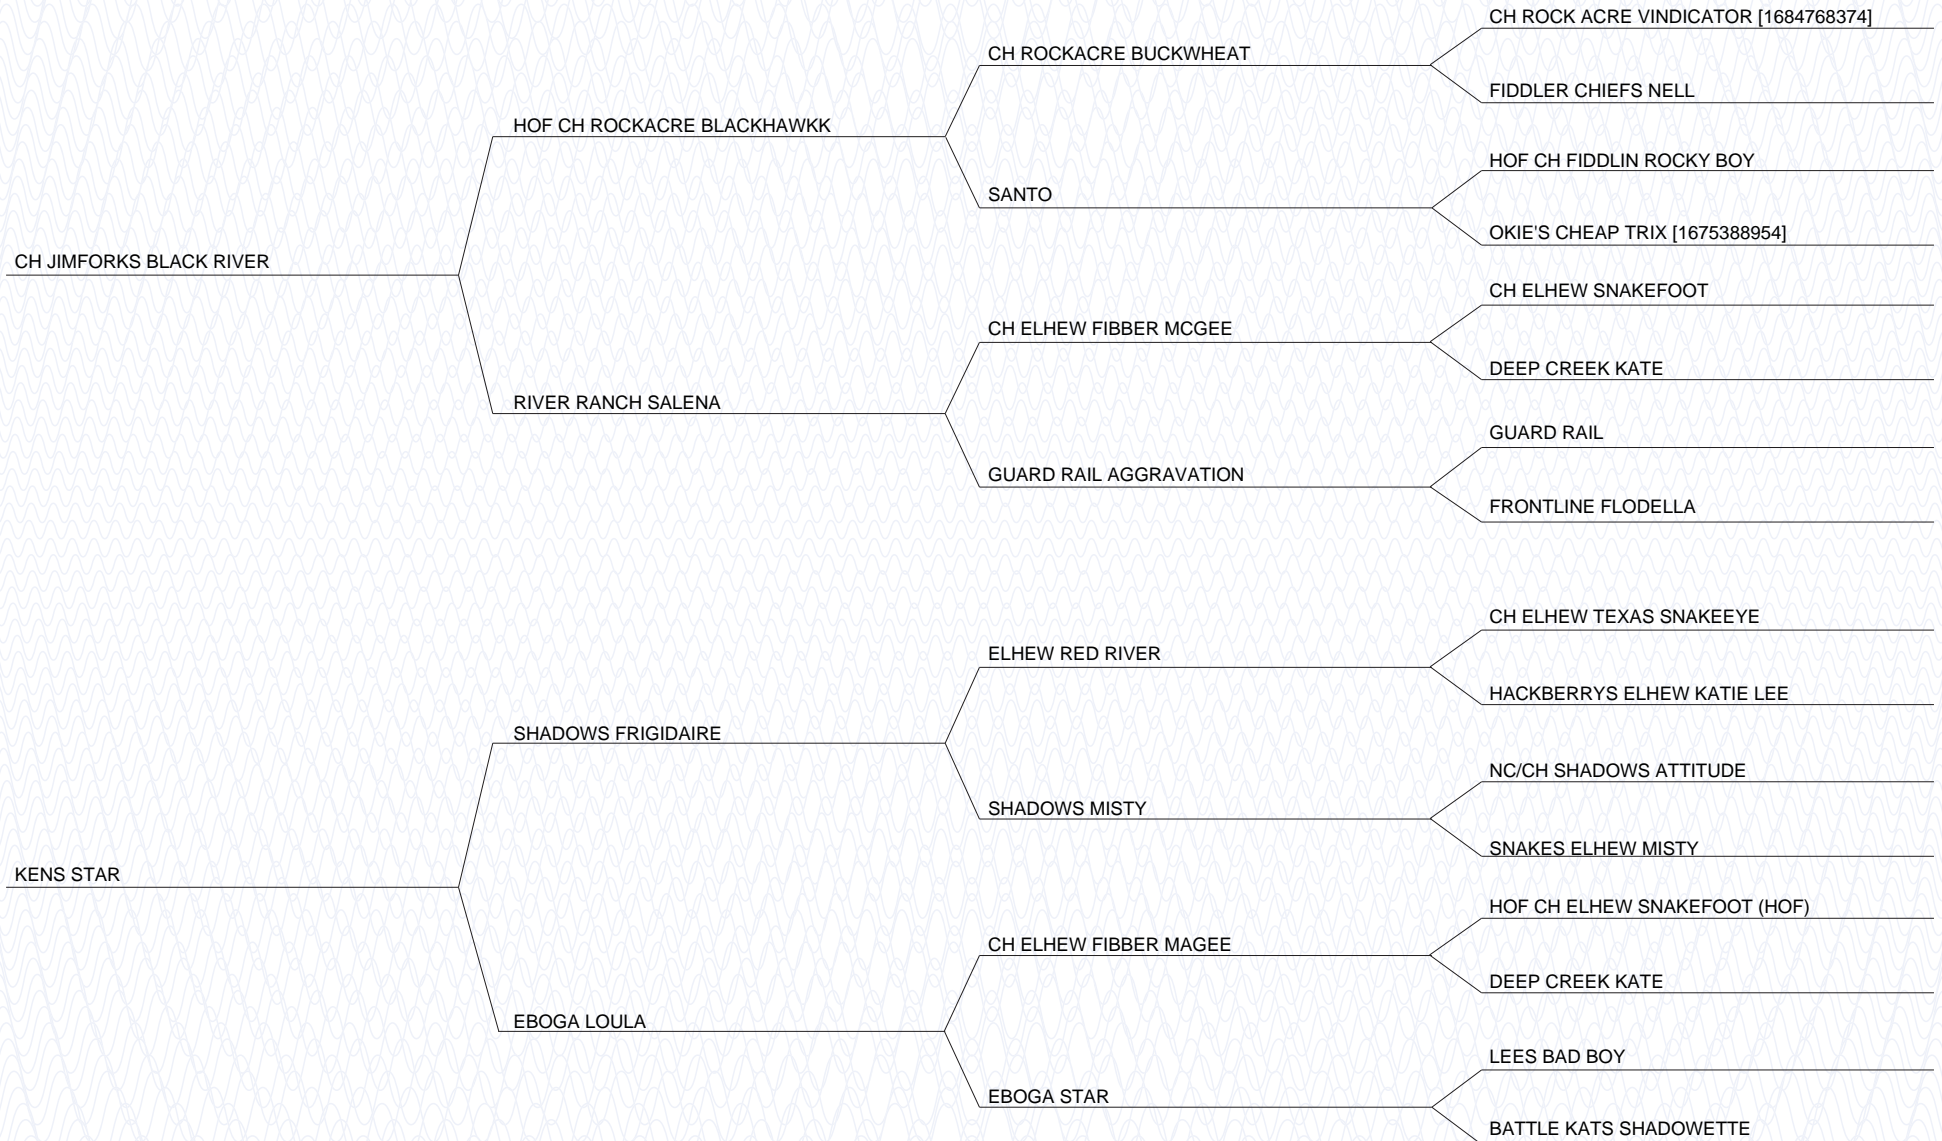 CH ROCK ACRE VINDICATOR [1684768374]
CH ROCKACRE BUCKWHEAT
FIDDLER CHIEFS NELL
HOF CH ROCKACRE BLACKHAWKK
HOF CH FIDDLIN ROCKY BOY
SANTO
OKIE'S CHEAP TRIX [1675388954]
CH JIMFORKS BLACK RIVER
CH ELHEW SNAKEFOOT
CH ELHEW FIBBER MCGEE
DEEP CREEK KATE
RIVER RANCH SALENA
GUARD RAIL
GUARD RAIL AGGRAVATION
FRONTLINE FLODELLA
CH ELHEW TEXAS SNAKEEYE
ELHEW RED RIVER
HACKBERRYS ELHEW KATIE LEE
SHADOWS FRIGIDAIRE
NC/CH SHADOWS ATTITUDE
SHADOWS MISTY
SNAKES ELHEW MISTY
KENS STAR
HOF CH ELHEW SNAKEFOOT (HOF)
CH ELHEW FIBBER MAGEE
DEEP CREEK KATE
EBOGA LOULA
LEES BAD BOY
EBOGA STAR
BATTLE KATS SHADOWETTE